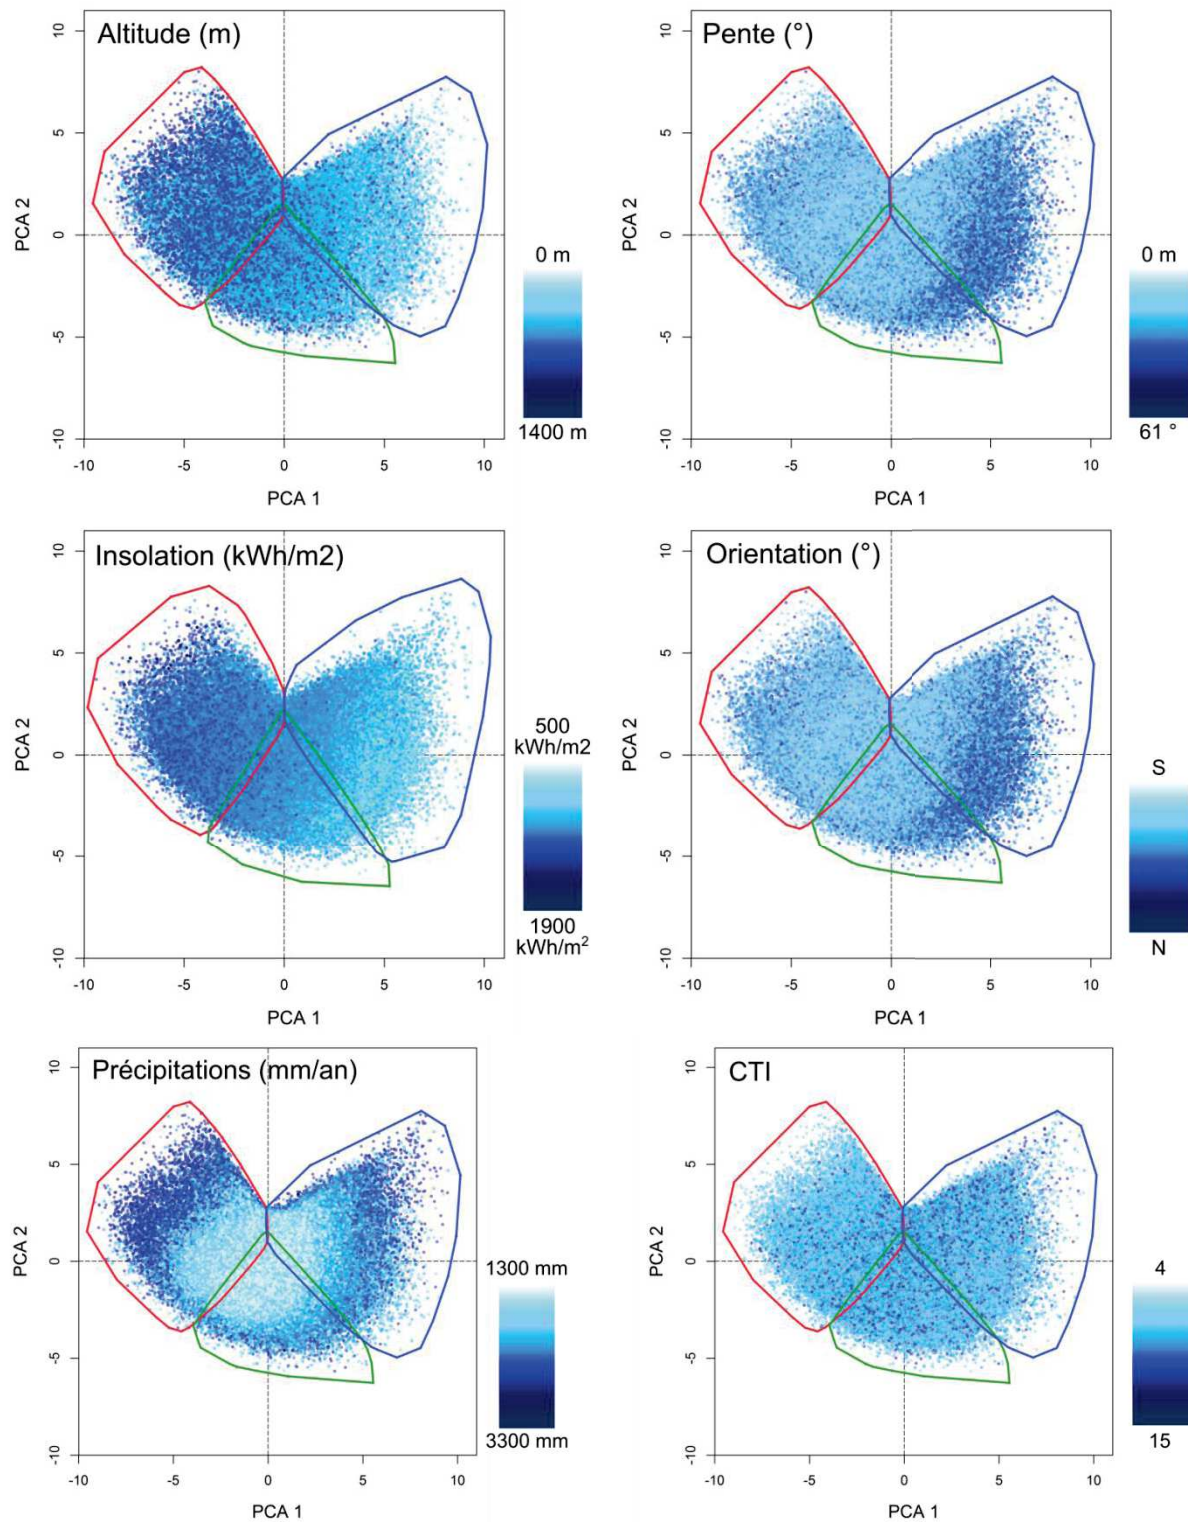 Altitude (m)
10
5
0
-5
-10
PCA 2
-10
-5
0
5
10
PCA 1
0 m
1400 m
Pente (°)
10
5
0
-5
-10
PCA 2
-10
-5
0
5
10
PCA 1
0 m
61 °
Insolation (kWh/m2)
10
5
0
-5
-10
PCA 2
-10
-5
0
5
10
PCA 1
500
kWh/m2
1900
kWh/m²
Orientation (°)
10
5
0
-5
-10
PCA 2
-10
-5
0
5
10
PCA 1
S
N
Précipitations (mm/an)
10
5
0
-5
-10
PCA 2
-10
-5
0
5
10
PCA 1
1300 mm
3300 mm
CTI
10
5
0
-5
-10
PCA 2
-10
-5
0
5
10
PCA 1
4
15